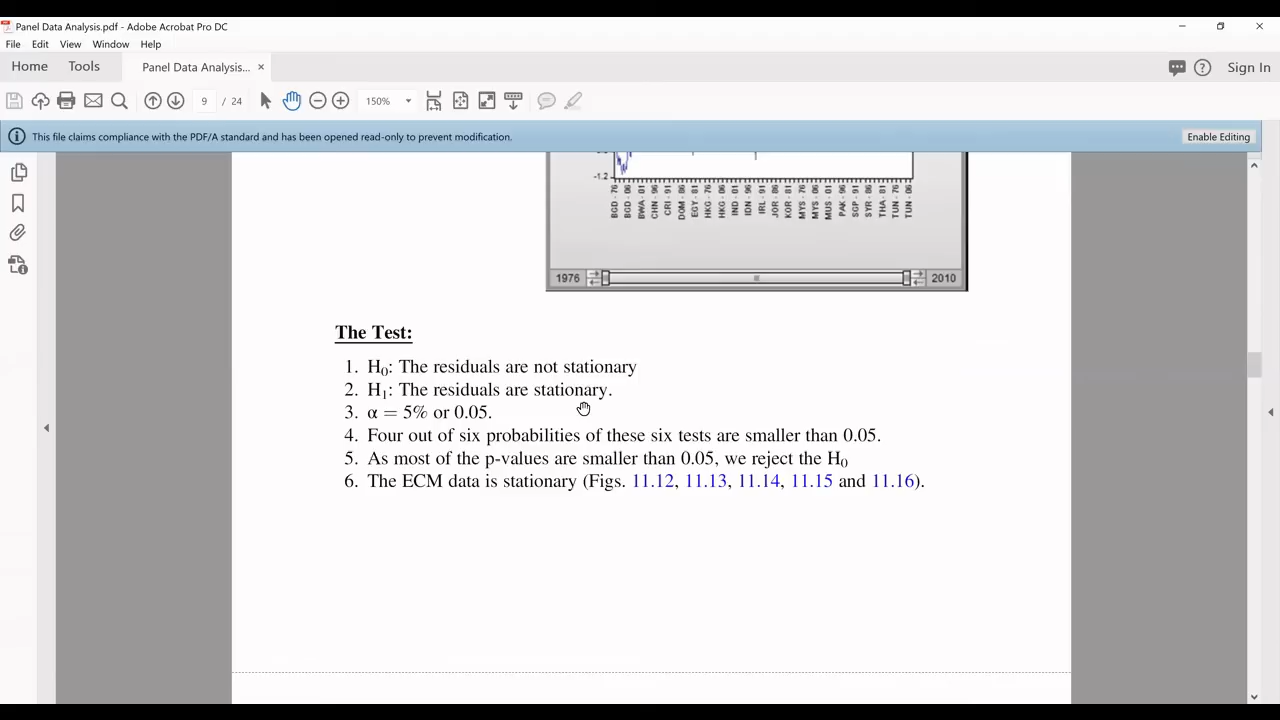 Panel Data Analysis.pdf - Adobe Acrobat Pro DC
File Edit View Window Help
Home Tools Panel Data Analysis... × Sign In
9 / 24 150%
This file claims compliance with the PDF/A standard and has been opened read-only to prevent modification. Enable Editing
-1.2
BGD - 76
BGD - 06
BWA - 01
CHN - 96
CRI - 91
DOM - 86
EGY - 81
HKG - 76
HKG - 06
IND - 01
IDN - 96
IRL - 91
JOR - 86
KOR - 81
MYS - 76
MYS - 06
MUS - 01
PAK - 96
SGP - 91
SYR - 86
THA - 81
TUN - 76
TUN - 06
1976 2010
The Test:
1. H₀: The residuals are not stationary
2. H₁: The residuals are stationary.
3. α = 5% or 0.05.
4. Four out of six probabilities of these six tests are smaller than 0.05.
5. As most of the p-values are smaller than 0.05, we reject the H₀
6. The ECM data is stationary (Figs. 11.12, 11.13, 11.14, 11.15 and 11.16).